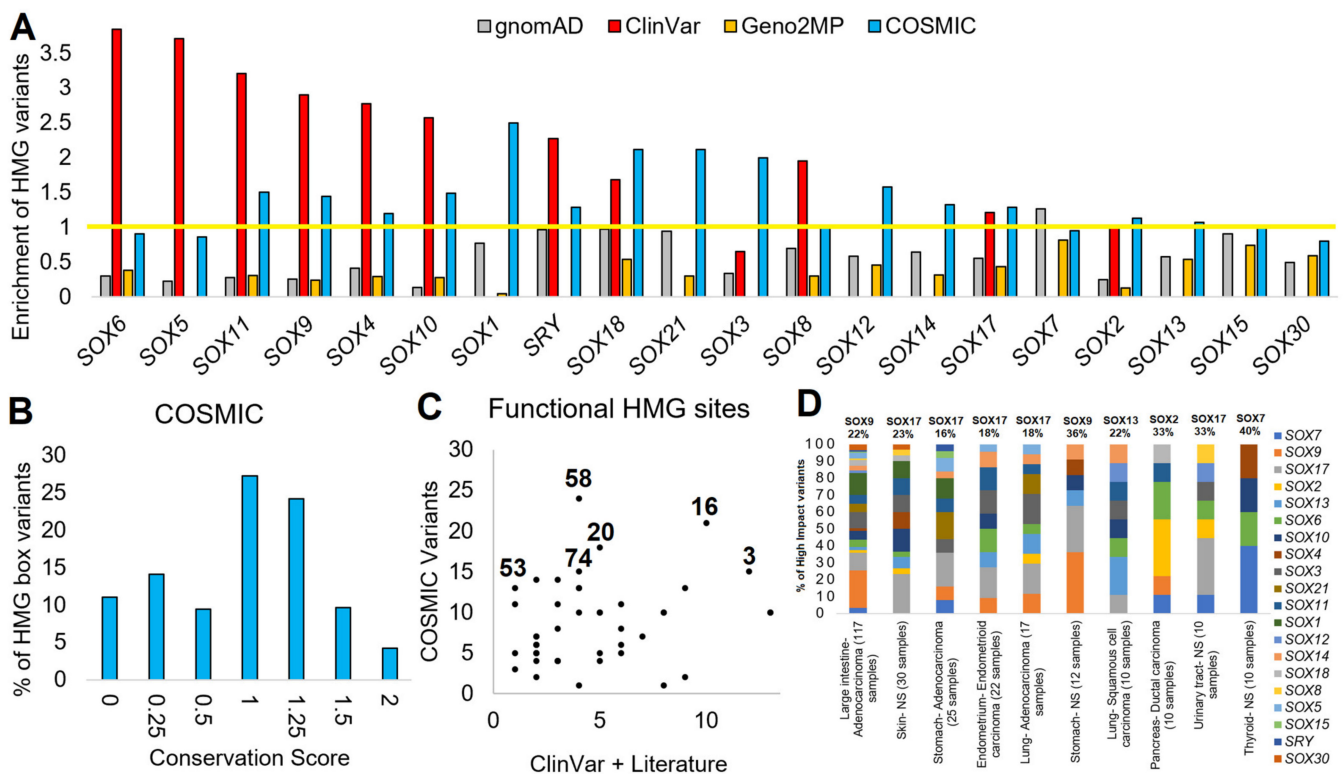 A
gnomAD ClinVar Geno2MP COSMIC
Enrichment of HMG variants
3.5
3
2.5
2
1.5
1
0.5
0
SOX6 SOX5 SOX11 SOX9 SOX4 SOX10 SOX1 SRY SOX18 SOX21 SOX3 SOX8 SOX12 SOX14 SOX17 SOX7 SOX2 SOX13 SOX15 SOX30
B
COSMIC
% of HMG box variants
30
25
20
15
10
5
0
0 0.25 0.5 1 1.25 1.5 2
Conservation Score
C
Functional HMG sites
COSMIC Variants
30
25
20
15
10
5
0
58
16
20
74
3
53
0 5 10
ClinVar + Literature
D
SOX9 SOX17 SOX17 SOX17 SOX17 SOX9 SOX13 SOX2 SOX17 SOX7
22% 23% 16% 18% 18% 36% 22% 33% 33% 40%
% of High Impact variants
100
90
80
70
60
50
40
30
20
10
0
Large intestine-
Adenocarcinoma (117
samples)
Skin- NS (30 samples)
Stomach- Adenocarcinoma
(25 samples)
Endometrium- Endometrioid
carcinoma (22 samples)
Lung- Adenocarcinoma (17
samples)
Stomach- NS (12 samples)
Lung- Squamous cell
carcinoma (10 samples)
Pancreas- Ductal carcinoma
(10 samples)
Urinary tract- NS (10
samples)
Thyroid- NS (10 samples)
SOX7
SOX9
SOX17
SOX2
SOX13
SOX6
SOX10
SOX4
SOX3
SOX21
SOX11
SOX1
SOX12
SOX14
SOX18
SOX8
SOX5
SOX15
SRY
SOX30